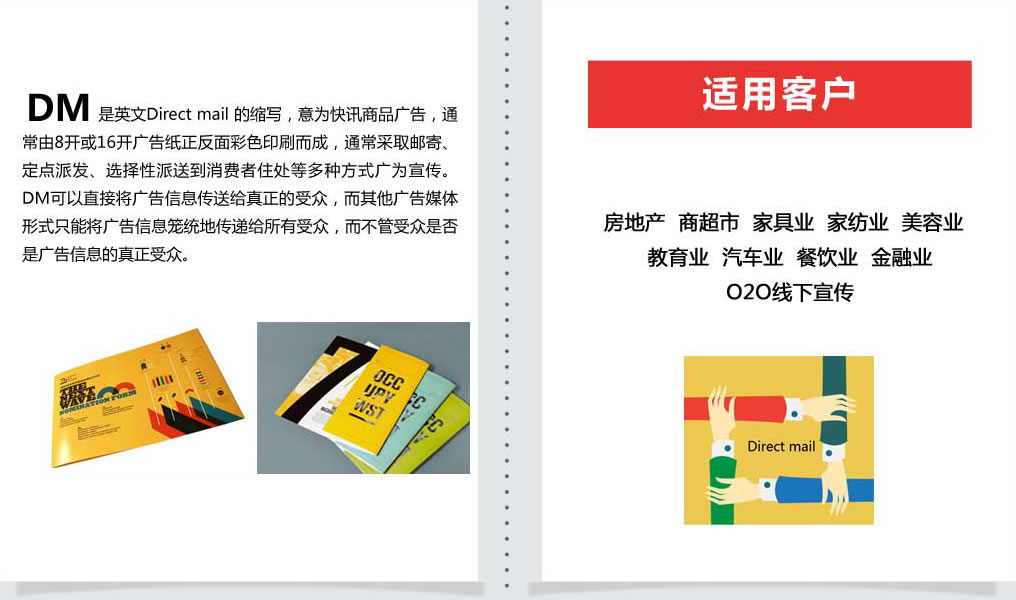 DM 是英文Direct mail 的缩写，意为快讯商品广告，通
常由8开或16开广告纸正反面彩色印刷而成，通常采取邮寄、
定点派发、选择性派送到消费者住处等多种方式广为宣传。
DM可以直接将广告信息传送给真正的受众，而其他广告媒体
形式只能将广告信息笼统地传递给所有受众，而不管受众是否
是广告信息的真正受众。
THE
NEXT
WAVE
NOMINATION FORM
OCC
UPY
WST
适用客户
房地产 商超市 家具业 家纺业 美容业
教育业 汽车业 餐饮业 金融业
O2O线下宣传
Direct mail